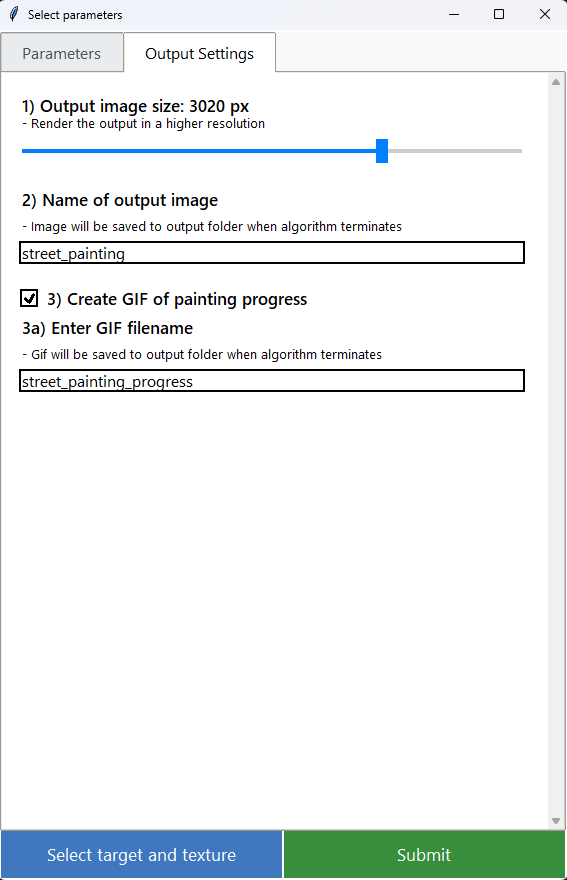 Select parameters
Parameters
Output Settings
1) Output image size: 3020 px
- Render the output in a higher resolution
2) Name of output image
- Image will be saved to output folder when algorithm terminates
street_painting
3) Create GIF of painting progress
3a) Enter GIF filename
- Gif will be saved to output folder when algorithm terminates
street_painting_progress
Select target and texture
Submit